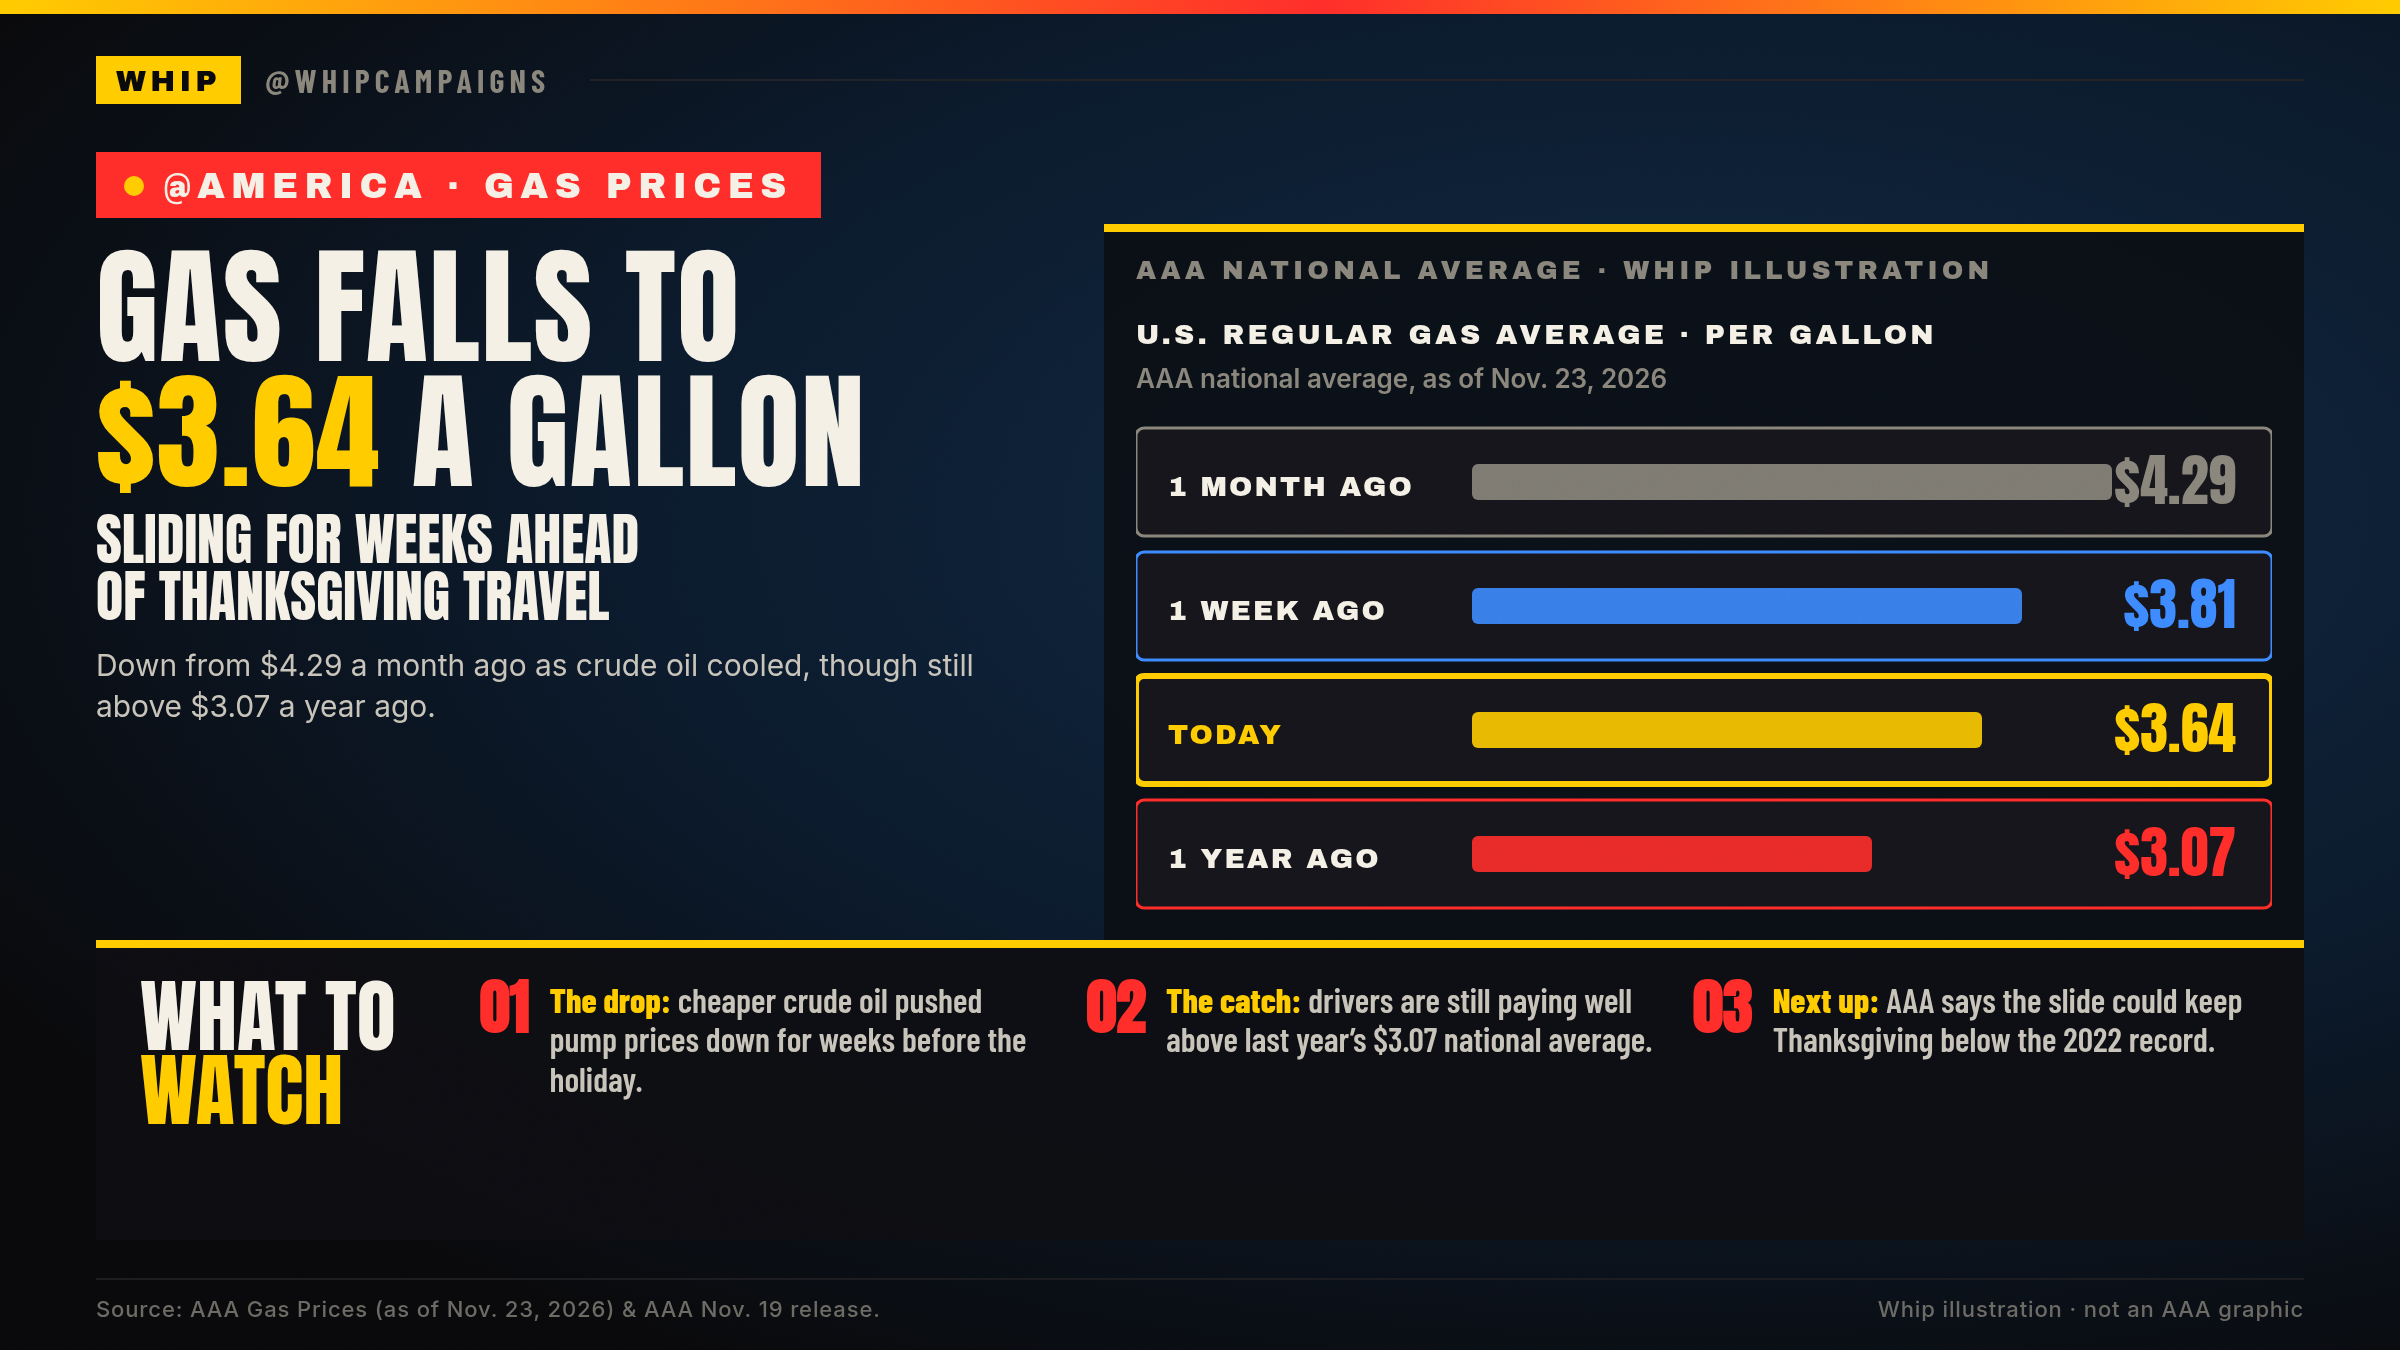 WHIP @WHIPCAMPAIGNS
@AMERICA · GAS PRICES
GAS FALLS TO
$3.64 A GALLON
SLIDING FOR WEEKS AHEAD
OF THANKSGIVING TRAVEL
Down from $4.29 a month ago as crude oil cooled, though still
above $3.07 a year ago.
AAA NATIONAL AVERAGE · WHIP ILLUSTRATION
U.S. REGULAR GAS AVERAGE · PER GALLON
AAA national average, as of Nov. 23, 2026
1 MONTH AGO $4.29
1 WEEK AGO $3.81
TODAY $3.64
1 YEAR AGO $3.07
WHAT TO
WATCH
01 The drop: cheaper crude oil pushed
pump prices down for weeks before the
holiday.
02 The catch: drivers are still paying well
above last year’s $3.07 national average.
03 Next up: AAA says the slide could keep
Thanksgiving below the 2022 record.
Source: AAA Gas Prices (as of Nov. 23, 2026) & AAA Nov. 19 release.
Whip illustration · not an AAA graphic